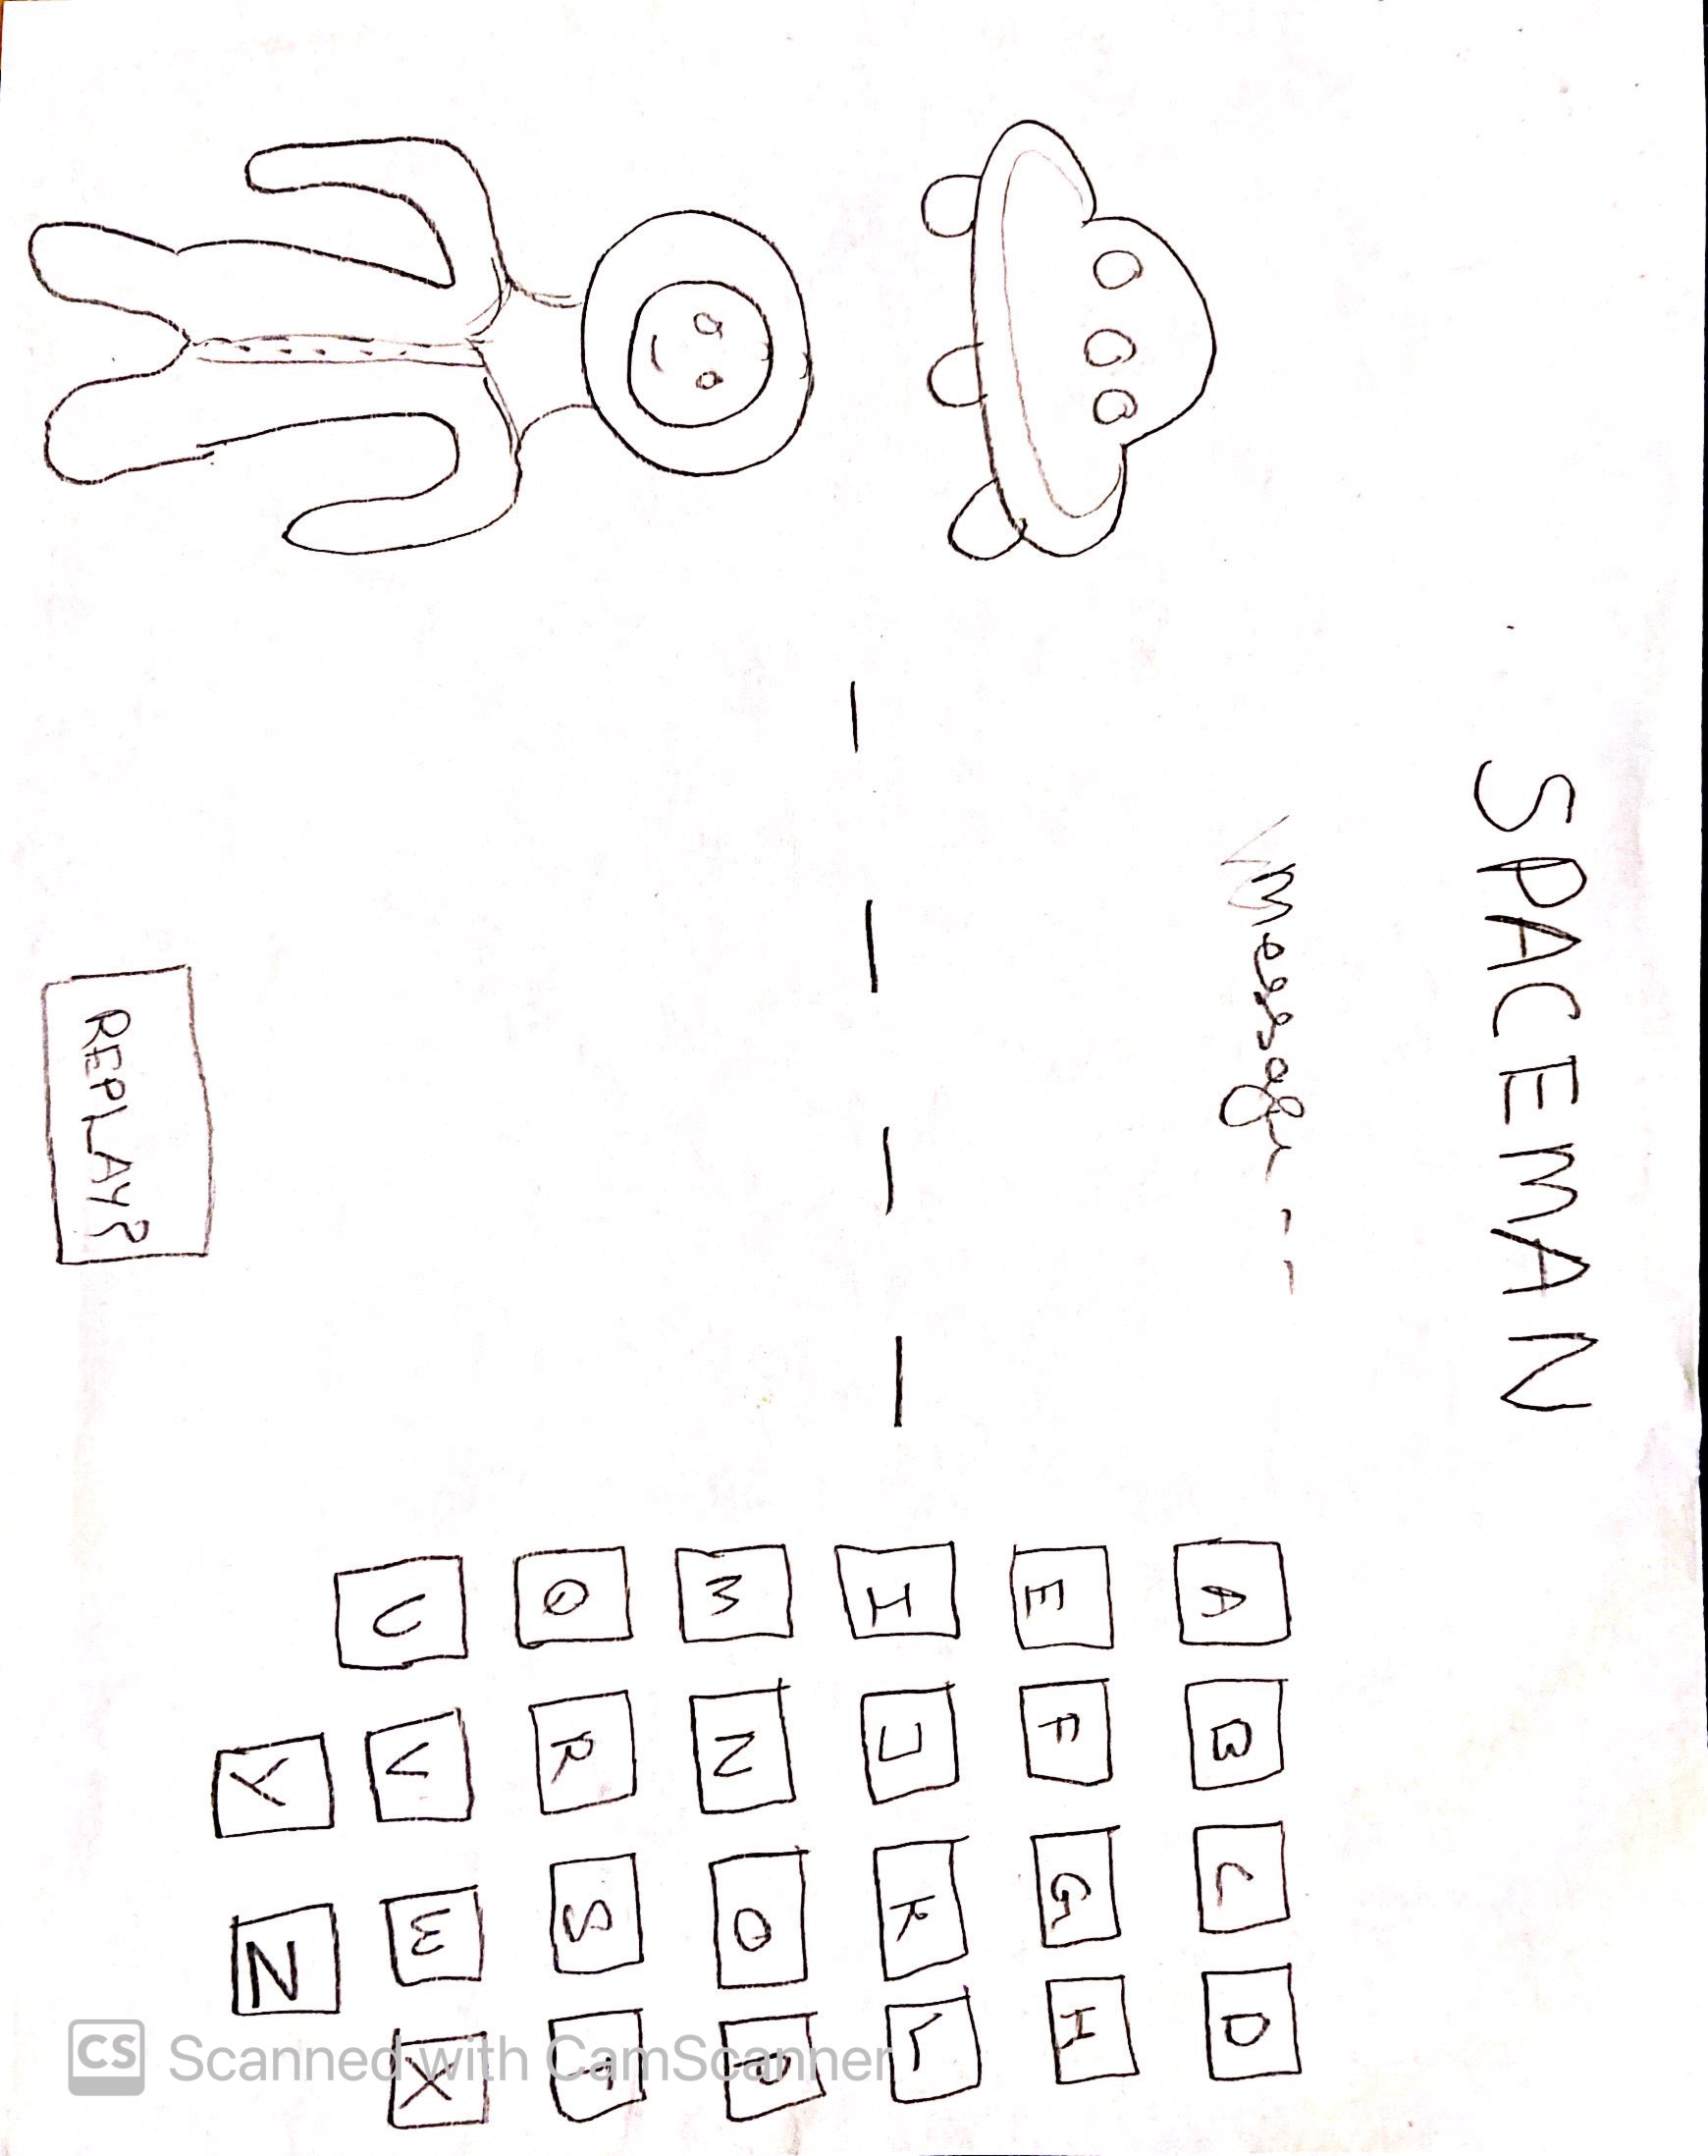 SPACEMAN
Message --
A B C D
E F G H
I J K L
M N O P
Q R S T
U V W X
Y Z
REPLAY?
CS Scanned with CamScanner